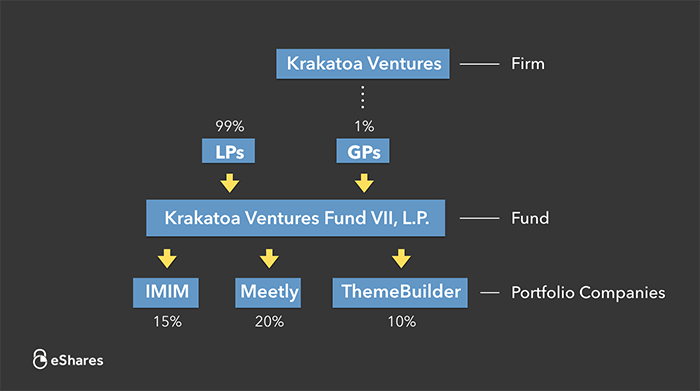 Krakatoa Ventures Firm
99% 1%
LPs GPs
Krakatoa Ventures Fund VII, L.P. Fund
IMIM Meetly ThemeBuilder Portfolio Companies
15% 20% 10%
eShares